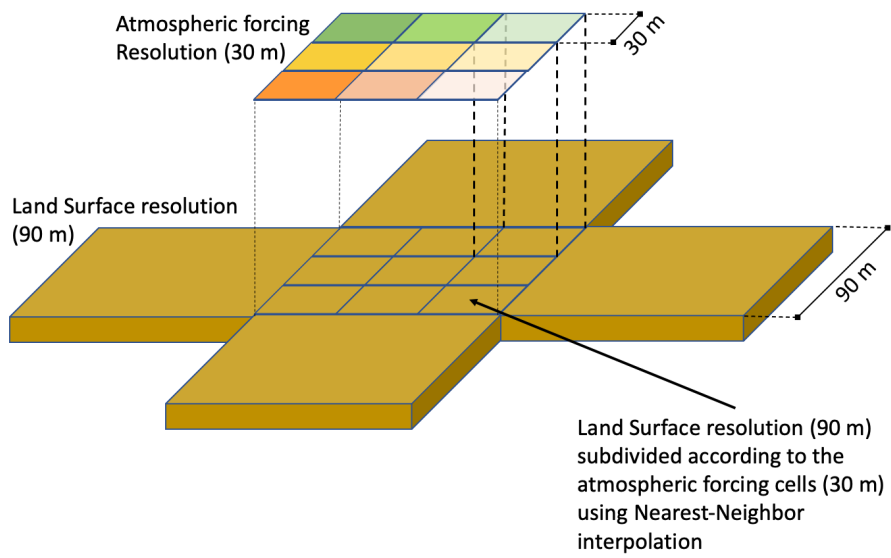 Atmospheric forcing
Resolution (30 m)
30 m
Land Surface resolution
(90 m)
90 m
Land Surface resolution (90 m)
subdivided according to the
atmospheric forcing cells (30 m)
using Nearest-Neighbor
interpolation